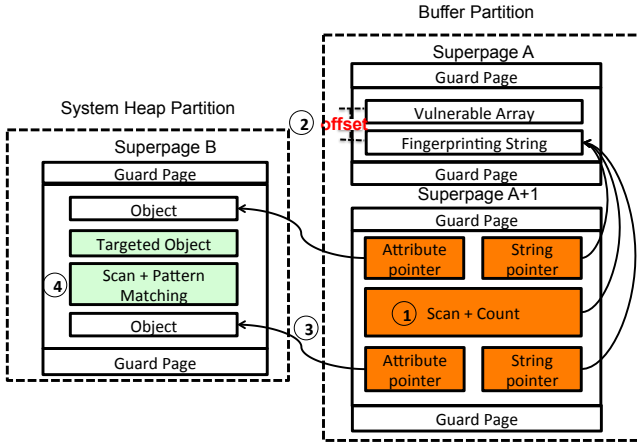 Buffer Partition
Superpage A
Guard Page
Vulnerable Array
② offset
Fingerprinting String
Guard Page
System Heap Partition
Superpage B
Guard Page
Object
Targeted Object
④ Scan + Pattern
Matching
Object
Guard Page
Superpage A+1
Guard Page
Attribute
pointer
String
pointer
① Scan + Count
③
Attribute
pointer
String
pointer
Guard Page